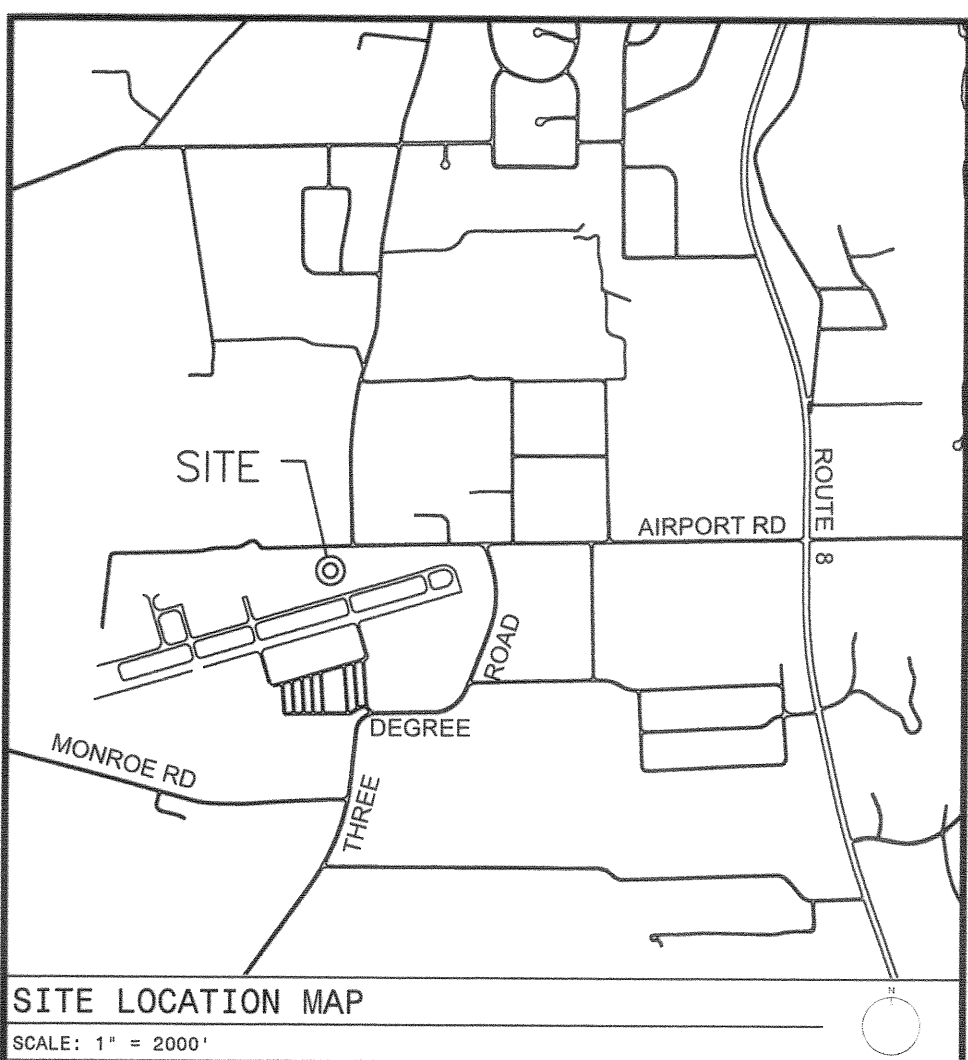 SITE
ROUTE 8
AIRPORT RD
ROAD
DEGREE
MONROE RD
THREE
SITE LOCATION MAP
N
SCALE: 1" = 2000'